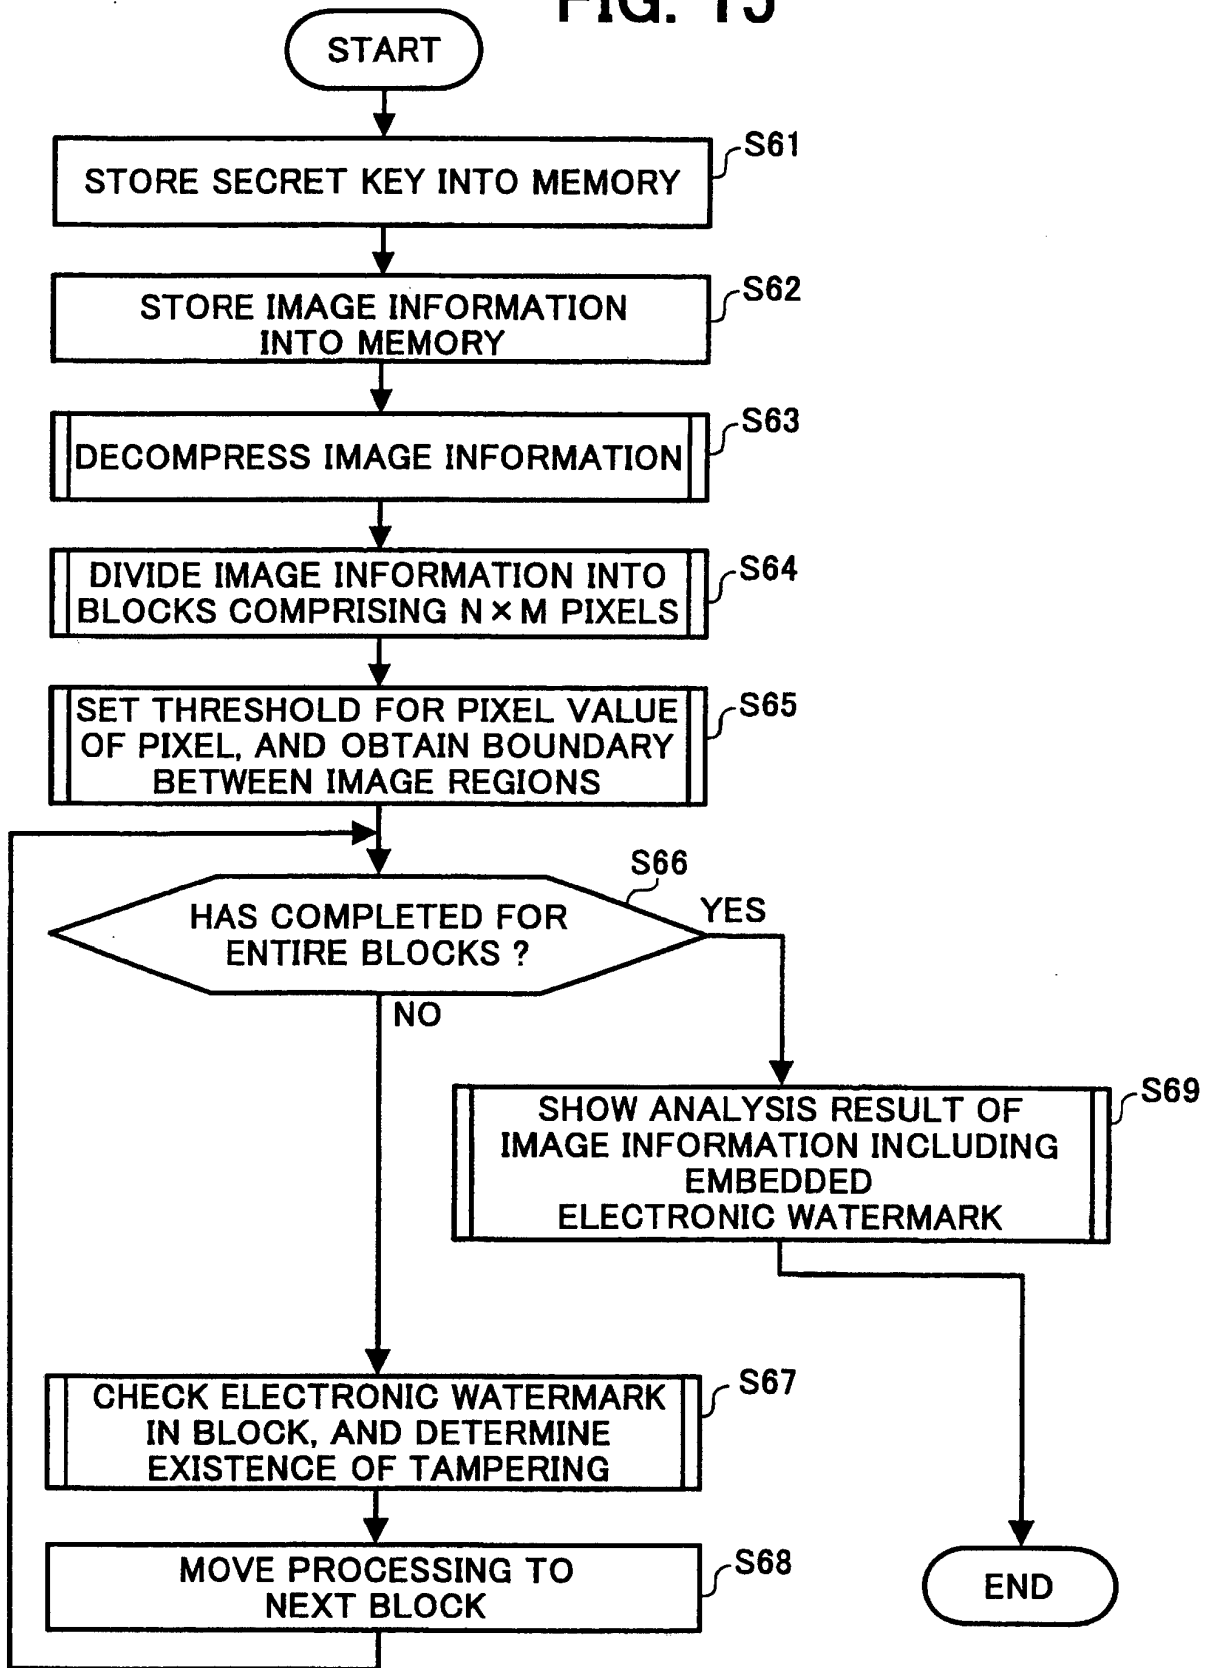 FIG. 15
START
S61
STORE SECRET KEY INTO MEMORY
S62
STORE IMAGE INFORMATION
INTO MEMORY
S63
DECOMPRESS IMAGE INFORMATION
S64
DIVIDE IMAGE INFORMATION INTO
BLOCKS COMPRISING N × M PIXELS
S65
SET THRESHOLD FOR PIXEL VALUE
OF PIXEL, AND OBTAIN BOUNDARY
BETWEEN IMAGE REGIONS
S66
HAS COMPLETED FOR
ENTIRE BLOCKS ?
YES
NO
S69
SHOW ANALYSIS RESULT OF
IMAGE INFORMATION INCLUDING
EMBEDDED
ELECTRONIC WATERMARK
S67
CHECK ELECTRONIC WATERMARK
IN BLOCK, AND DETERMINE
EXISTENCE OF TAMPERING
S68
MOVE PROCESSING TO
NEXT BLOCK
END